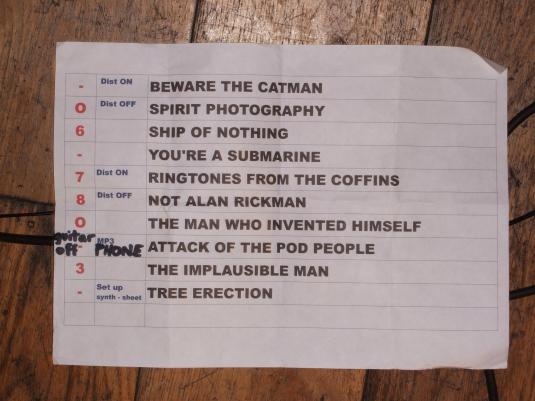 - Dist ON BEWARE THE CATMAN
O Dist OFF SPIRIT PHOTOGRAPHY
6 SHIP OF NOTHING
- YOU'RE A SUBMARINE
7 Dist ON RINGTONES FROM THE COFFINS
8 Dist OFF NOT ALAN RICKMAN
O THE MAN WHO INVENTED HIMSELF
guitar off - MP3 PHONE ATTACK OF THE POD PEOPLE
3 THE IMPLAUSIBLE MAN
- Set up synth - sheet TREE ERECTION